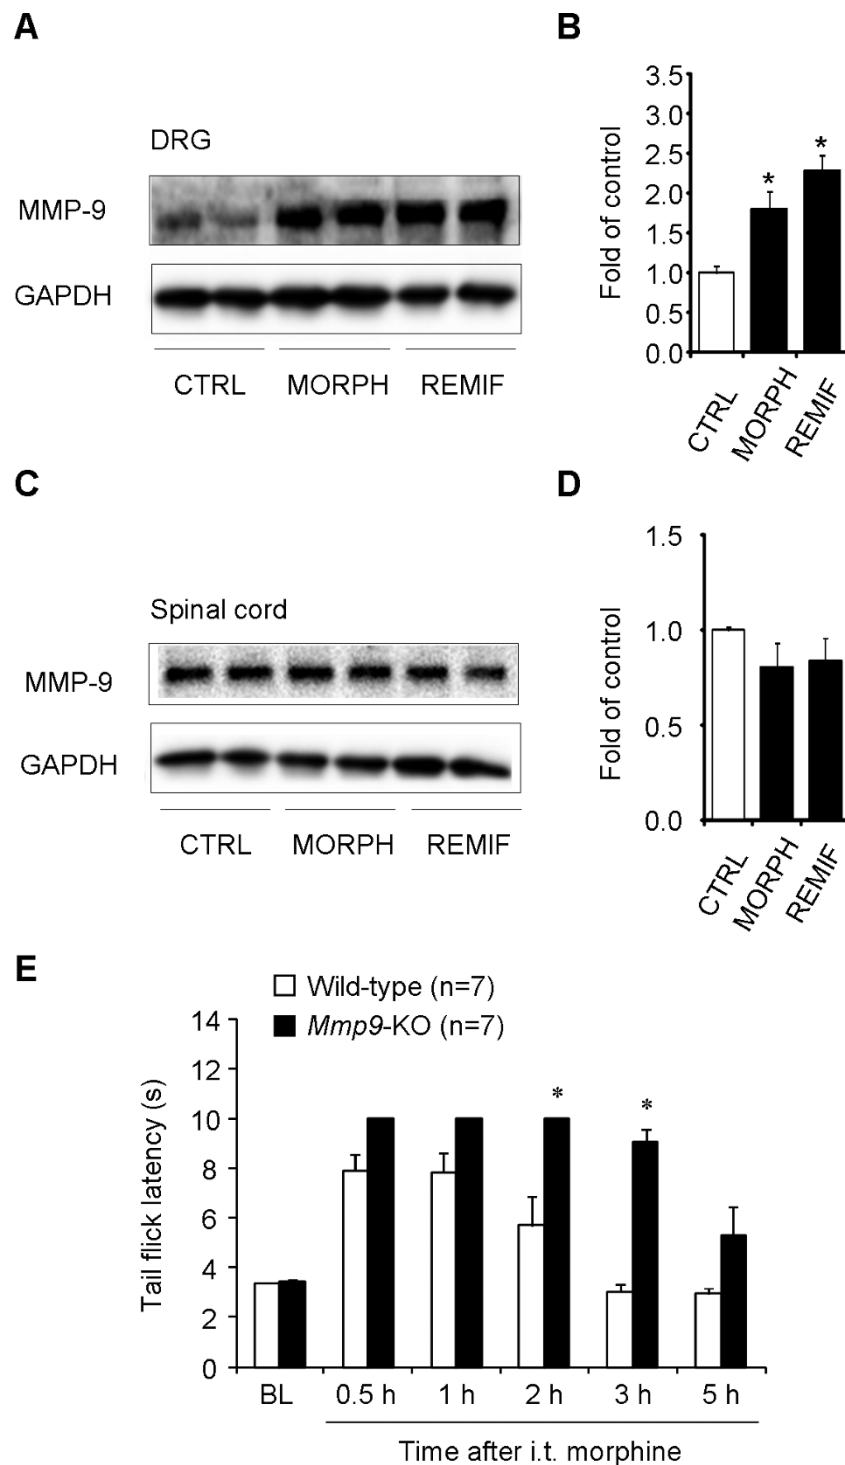 A
DRG
MMP-9
GAPDH
CTRL MORPH REMIF
B
Fold of control
3.5
3.0
2.5
2.0
1.5
1.0
0.5
0.0
* *
CTRL MORPH REMIF
C
Spinal cord
MMP-9
GAPDH
CTRL MORPH REMIF
D
Fold of control
1.5
1.0
0.5
0.0
CTRL MORPH REMIF
E
Wild-type (n=7)
Mmp9-KO (n=7)
Tail flick latency (s)
14
12
10
8
6
4
2
0
* *
BL 0.5 h 1 h 2 h 3 h 5 h
Time after i.t. morphine